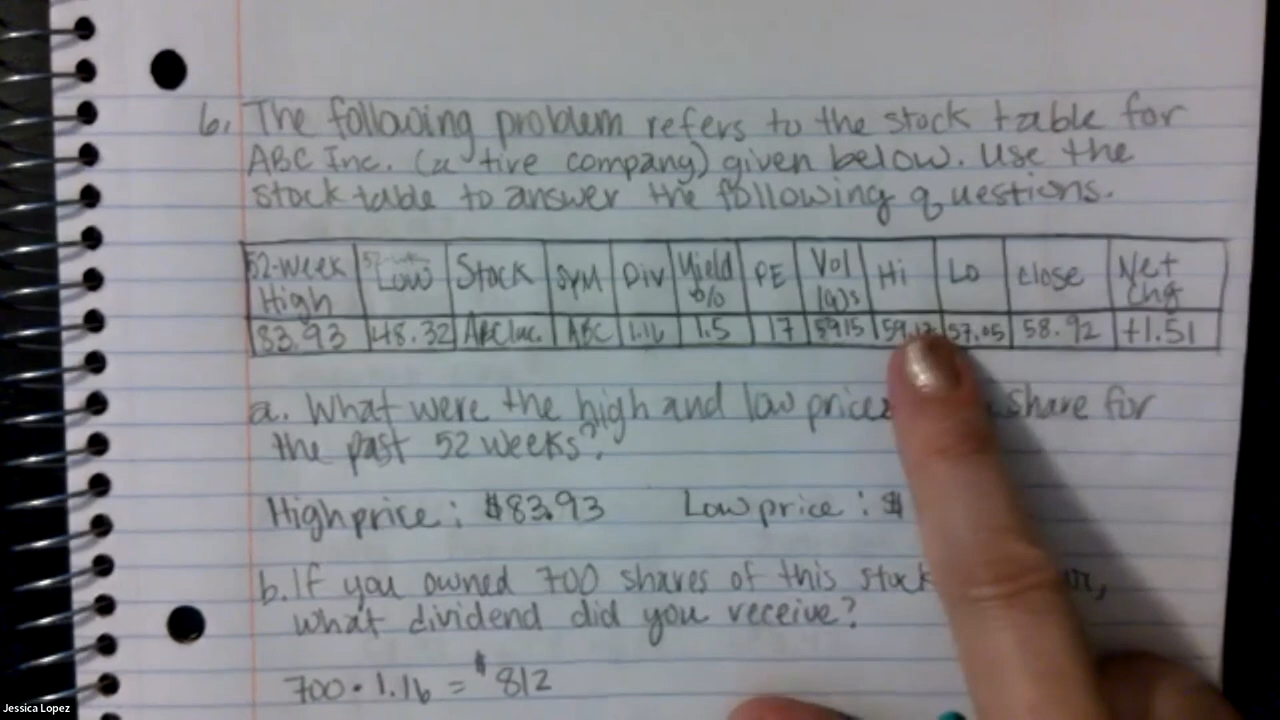 6. The following problem refers to the stock table for
ABC Inc. (a tire company) given below. Use the
stock table to answer the following questions.
52-week High | 52-week Low | Stock | SYM | Div | Yield % | PE | Vol 100s | Hi | Lo | Close | Net Chg
83.93 | 48.32 | ABC Inc. | ABC | 1.16 | 1.5 | 17 | 5915 | 59.12 | 57.05 | 58.92 | +1.51
a. What were the high and low prices share for
the past 52 weeks?
High price : $83.93 Low price : $
b. If you owned 700 shares of this stock
what dividend did you receive?
700 · 1.16 = $812
Jessica Lopez